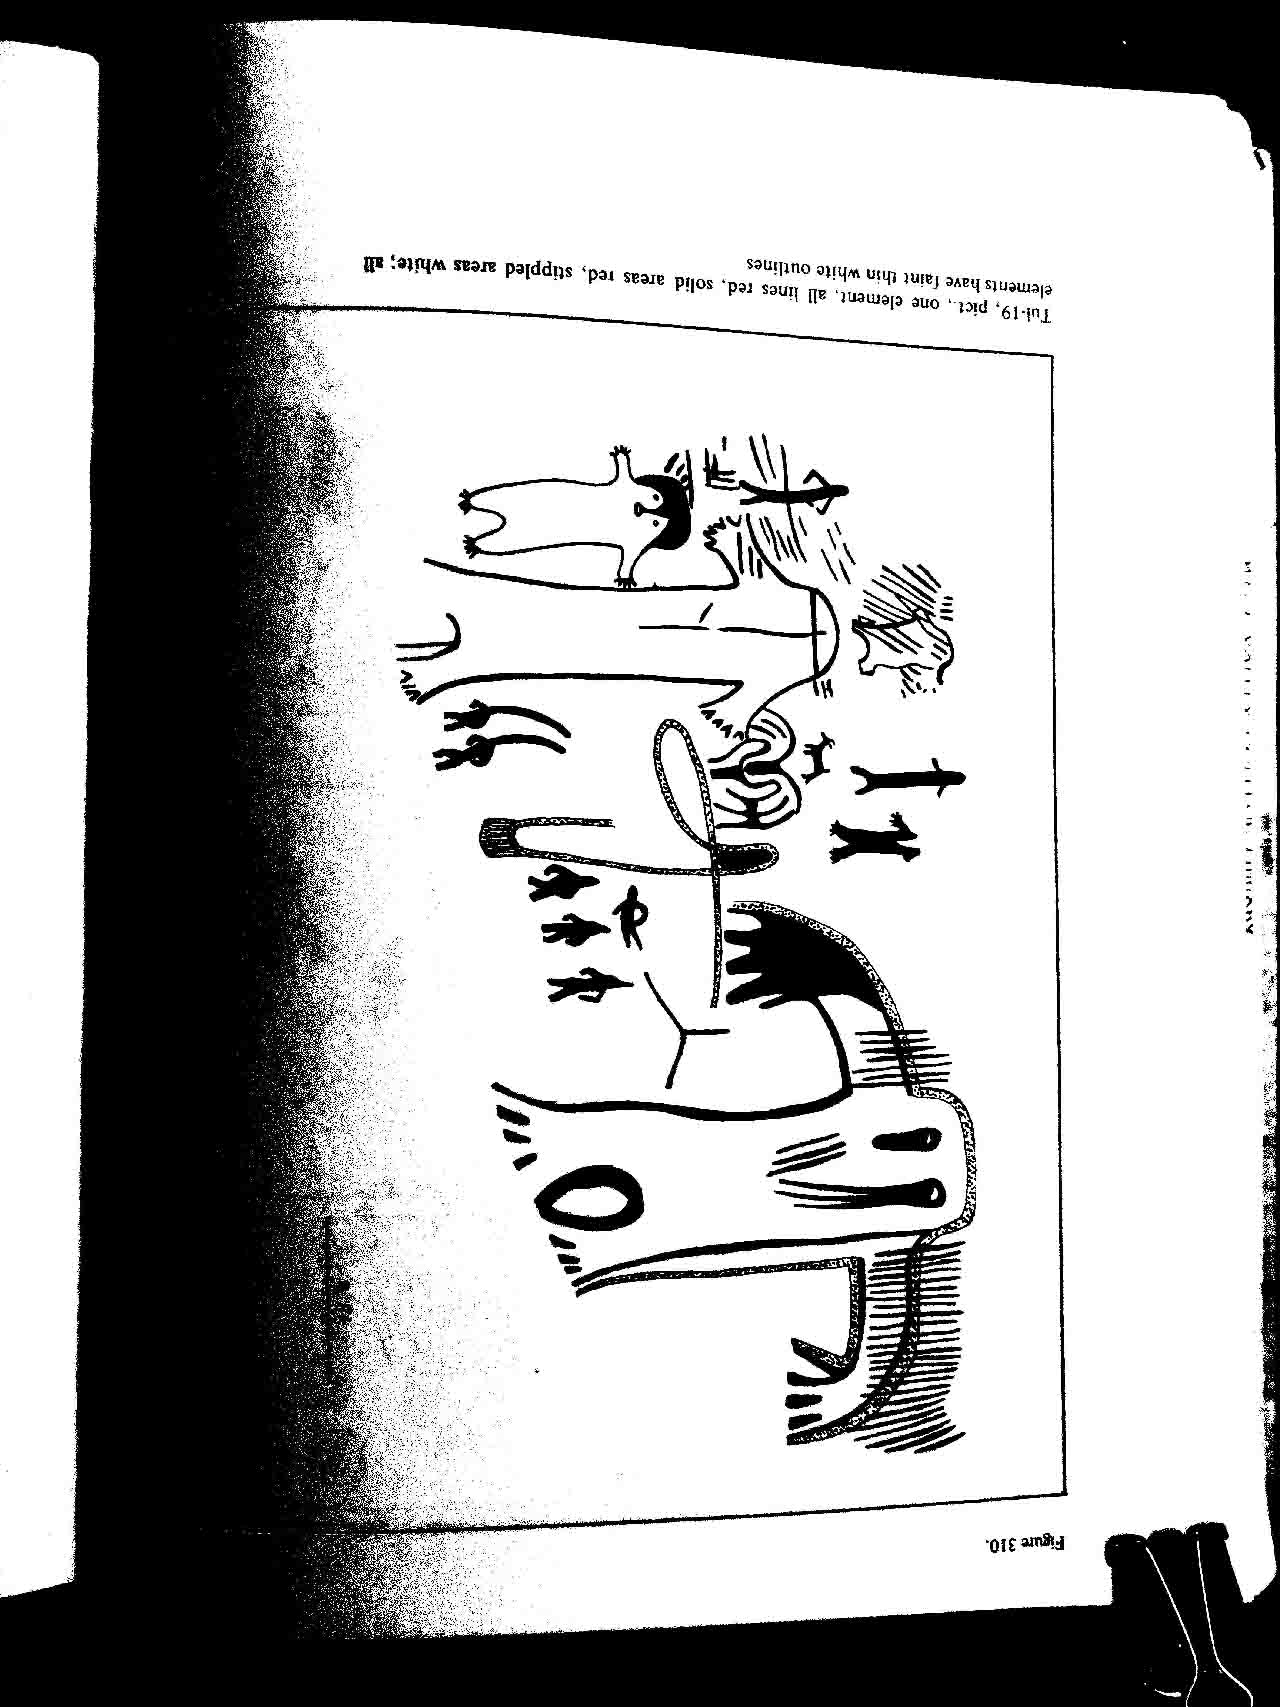 Figure 310.
Tul-19, pict., one element, all lines red, solid areas red, stippled areas white; all
elements have faint thin white outlines